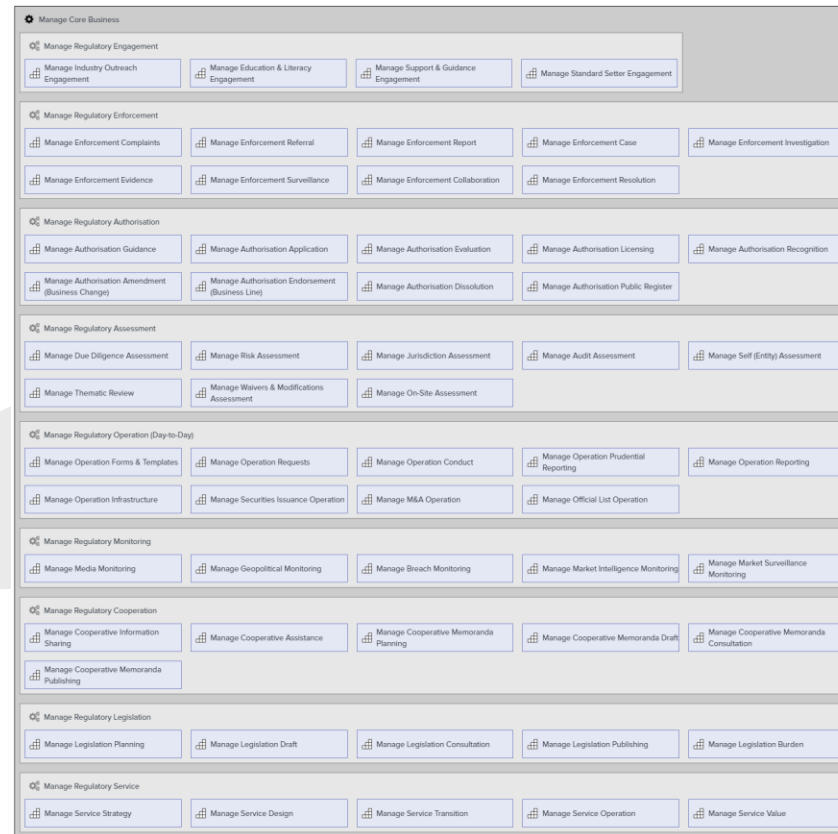 Manage Core Business
Manage Regulatory Engagement
Manage Industry Outreach
Engagement
Manage Education & Literacy
Engagement
Manage Support & Guidance
Engagement
Manage Standard Setter Engagement
Manage Regulatory Enforcement
Manage Enforcement Complaints
Manage Enforcement Referral
Manage Enforcement Report
Manage Enforcement Case
Manage Enforcement Investigation
Manage Enforcement Evidence
Manage Enforcement Surveillance
Manage Enforcement Collaboration
Manage Enforcement Resolution
Manage Regulatory Authorisation
Manage Authorisation Guidance
Manage Authorisation Application
Manage Authorisation Evaluation
Manage Authorisation Licensing
Manage Authorisation Recognition
Manage Authorisation Amendment
(Business Change)
Manage Authorisation Endorsement
(Business Line)
Manage Authorisation Dissolution
Manage Authorisation Public Register
Manage Regulatory Assessment
Manage Due Diligence Assessment
Manage Risk Assessment
Manage Jurisdiction Assessment
Manage Audit Assessment
Manage Self (Entity) Assessment
Manage Thematic Review
Manage Waivers & Modifications
Assessment
Manage On-Site Assessment
Manage Regulatory Operation (Day-to-Day)
Manage Operation Forms & Templates
Manage Operation Requests
Manage Operation Conduct
Manage Operation Prudential
Reporting
Manage Operation Reporting
Manage Operation Infrastructure
Manage Securities Issuance Operation
Manage M&A Operation
Manage Official List Operation
Manage Regulatory Monitoring
Manage Media Monitoring
Manage Geopolitical Monitoring
Manage Breach Monitoring
Manage Market Intelligence Monitoring
Manage Market Surveillance
Monitoring
Manage Regulatory Cooperation
Manage Cooperative Information
Sharing
Manage Cooperative Assistance
Manage Cooperative Memoranda
Planning
Manage Cooperative Memoranda Draft
Manage Cooperative Memoranda
Consultation
Manage Cooperative Memoranda
Publishing
Manage Regulatory Legislation
Manage Legislation Planning
Manage Legislation Draft
Manage Legislation Consultation
Manage Legislation Publishing
Manage Legislation Burden
Manage Regulatory Service
Manage Service Strategy
Manage Service Design
Manage Service Transition
Manage Service Operation
Manage Service Value